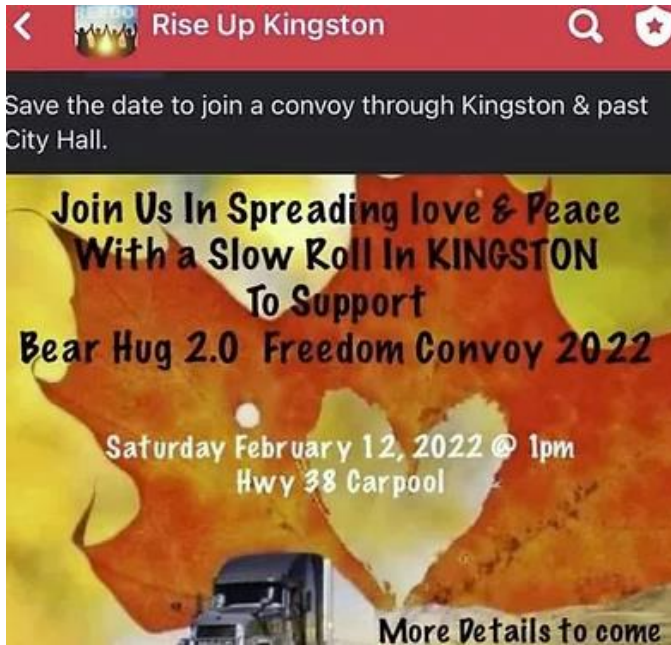 Rise Up Kingston
Save the date to join a convoy through Kingston & past
City Hall.
Join Us In Spreading love & Peace
With a Slow Roll In KINGSTON
To Support
Bear Hug 2.0 Freedom Convoy 2022
Saturday February 12, 2022 @ 1pm
Hwy 38 Carpool
More Details to come